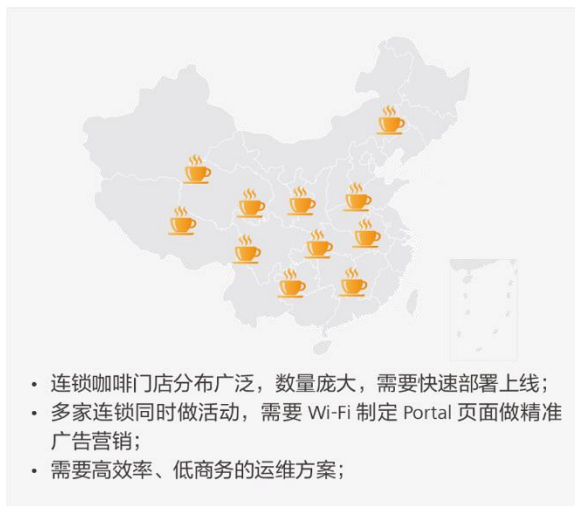 • 连锁咖啡门店分布广泛，数量庞大，需要快速部署上线；
• 多家连锁同时做活动，需要 Wi-Fi 制定 Portal 页面做精准
广告营销；
• 需要高效率、低商务的运维方案；